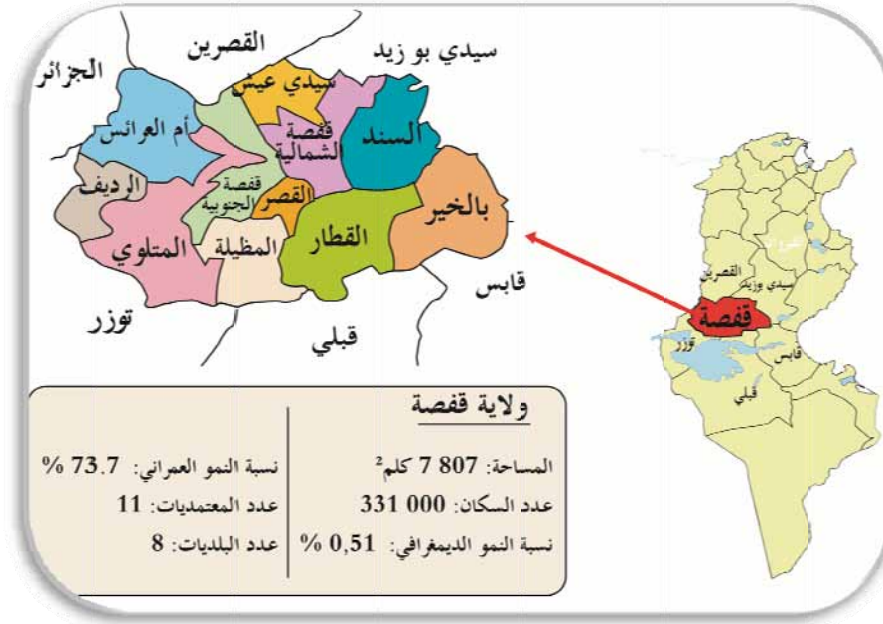 القصرين
سيدي بو زيد
الجزائر
سيدي عيش
أم العرائس
قفصة
الشمالية
السند
الرديف
قفصة
الجنوبية
القصر
بالخير
المتلوي
المظيلة
القطار
قابس
توزر
قبلي
القيروان
القصرين
سيدي بوزيد
قفصة
توزر
قابس
قبلي
ولاية قفصة
المساحة: 807 7 كلم²
عدد السكان: 000 331
نسبة النمو الديمغرافي: 0,51 %
نسبة النمو العمراني: 73.7 %
عدد المعتمديات: 11
عدد البلديات: 8